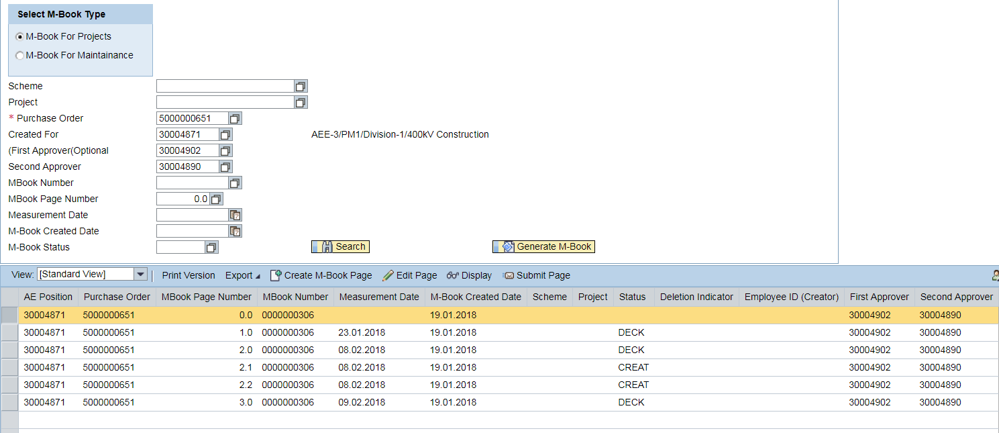 Select M-Book Type
M-Book For Projects
M-Book For Maintainance
Scheme
Project
* Purchase Order 5000000651
Created For 30004871 AEE-3/PM1/Division-1/400kV Construction
(First Approver(Optional 30004902
Second Approver 30004890
MBook Number
MBook Page Number 0.0
Measurement Date
M-Book Created Date
M-Book Status Search Generate M-Book
View: [Standard View] Print Version Export Create M-Book Page Edit Page Display Submit Page
AE Position Purchase Order MBook Page Number MBook Number Measurement Date M-Book Created Date Scheme Project Status Deletion Indicator Employee ID (Creator) First Approver Second Approver
30004871 5000000651 0.0 0000000306 19.01.2018 30004902 30004890
30004871 5000000651 1.0 0000000306 23.01.2018 19.01.2018 DECK 30004902 30004890
30004871 5000000651 2.0 0000000306 08.02.2018 19.01.2018 DECK 30004902 30004890
30004871 5000000651 2.1 0000000306 08.02.2018 19.01.2018 CREAT 30004902 30004890
30004871 5000000651 2.2 0000000306 08.02.2018 19.01.2018 CREAT 30004902 30004890
30004871 5000000651 3.0 0000000306 09.02.2018 19.01.2018 DECK 30004902 30004890